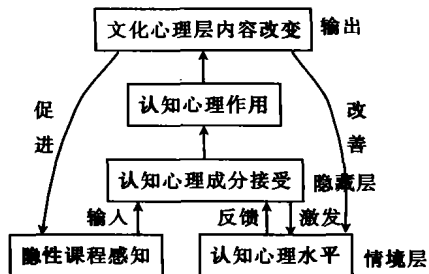 文化心理层内容改变 输出
认知心理作用
促进
改善
认知心理成分接受 隐藏层
输入 反馈 激发
隐性课程感知 认知心理水平 情境层